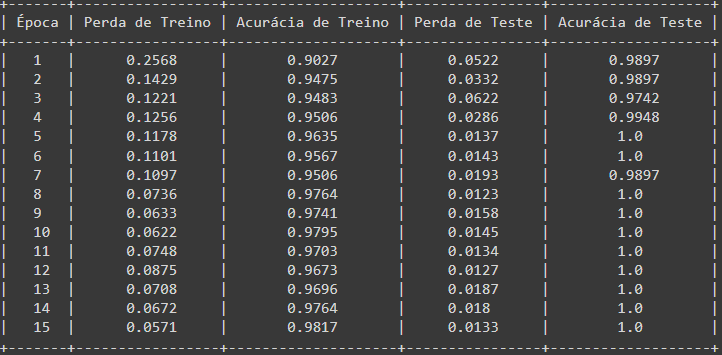 +-------+-----------------+--------------------+----------------+-------------------+
| Época | Perda de Treino | Acurácia de Treino | Perda de Teste | Acurácia de Teste |
+-------+-----------------+--------------------+----------------+-------------------+
| 1 | 0.2568 | 0.9027 | 0.0522 | 0.9897 |
| 2 | 0.1429 | 0.9475 | 0.0332 | 0.9897 |
| 3 | 0.1221 | 0.9483 | 0.0622 | 0.9742 |
| 4 | 0.1256 | 0.9506 | 0.0286 | 0.9948 |
| 5 | 0.1178 | 0.9635 | 0.0137 | 1.0 |
| 6 | 0.1101 | 0.9567 | 0.0143 | 1.0 |
| 7 | 0.1097 | 0.9506 | 0.0193 | 0.9897 |
| 8 | 0.0736 | 0.9764 | 0.0123 | 1.0 |
| 9 | 0.0633 | 0.9741 | 0.0158 | 1.0 |
| 10 | 0.0622 | 0.9795 | 0.0145 | 1.0 |
| 11 | 0.0748 | 0.9703 | 0.0134 | 1.0 |
| 12 | 0.0875 | 0.9673 | 0.0127 | 1.0 |
| 13 | 0.0708 | 0.9696 | 0.0187 | 1.0 |
| 14 | 0.0672 | 0.9764 | 0.018 | 1.0 |
| 15 | 0.0571 | 0.9817 | 0.0133 | 1.0 |
+-------+-----------------+--------------------+----------------+-------------------+